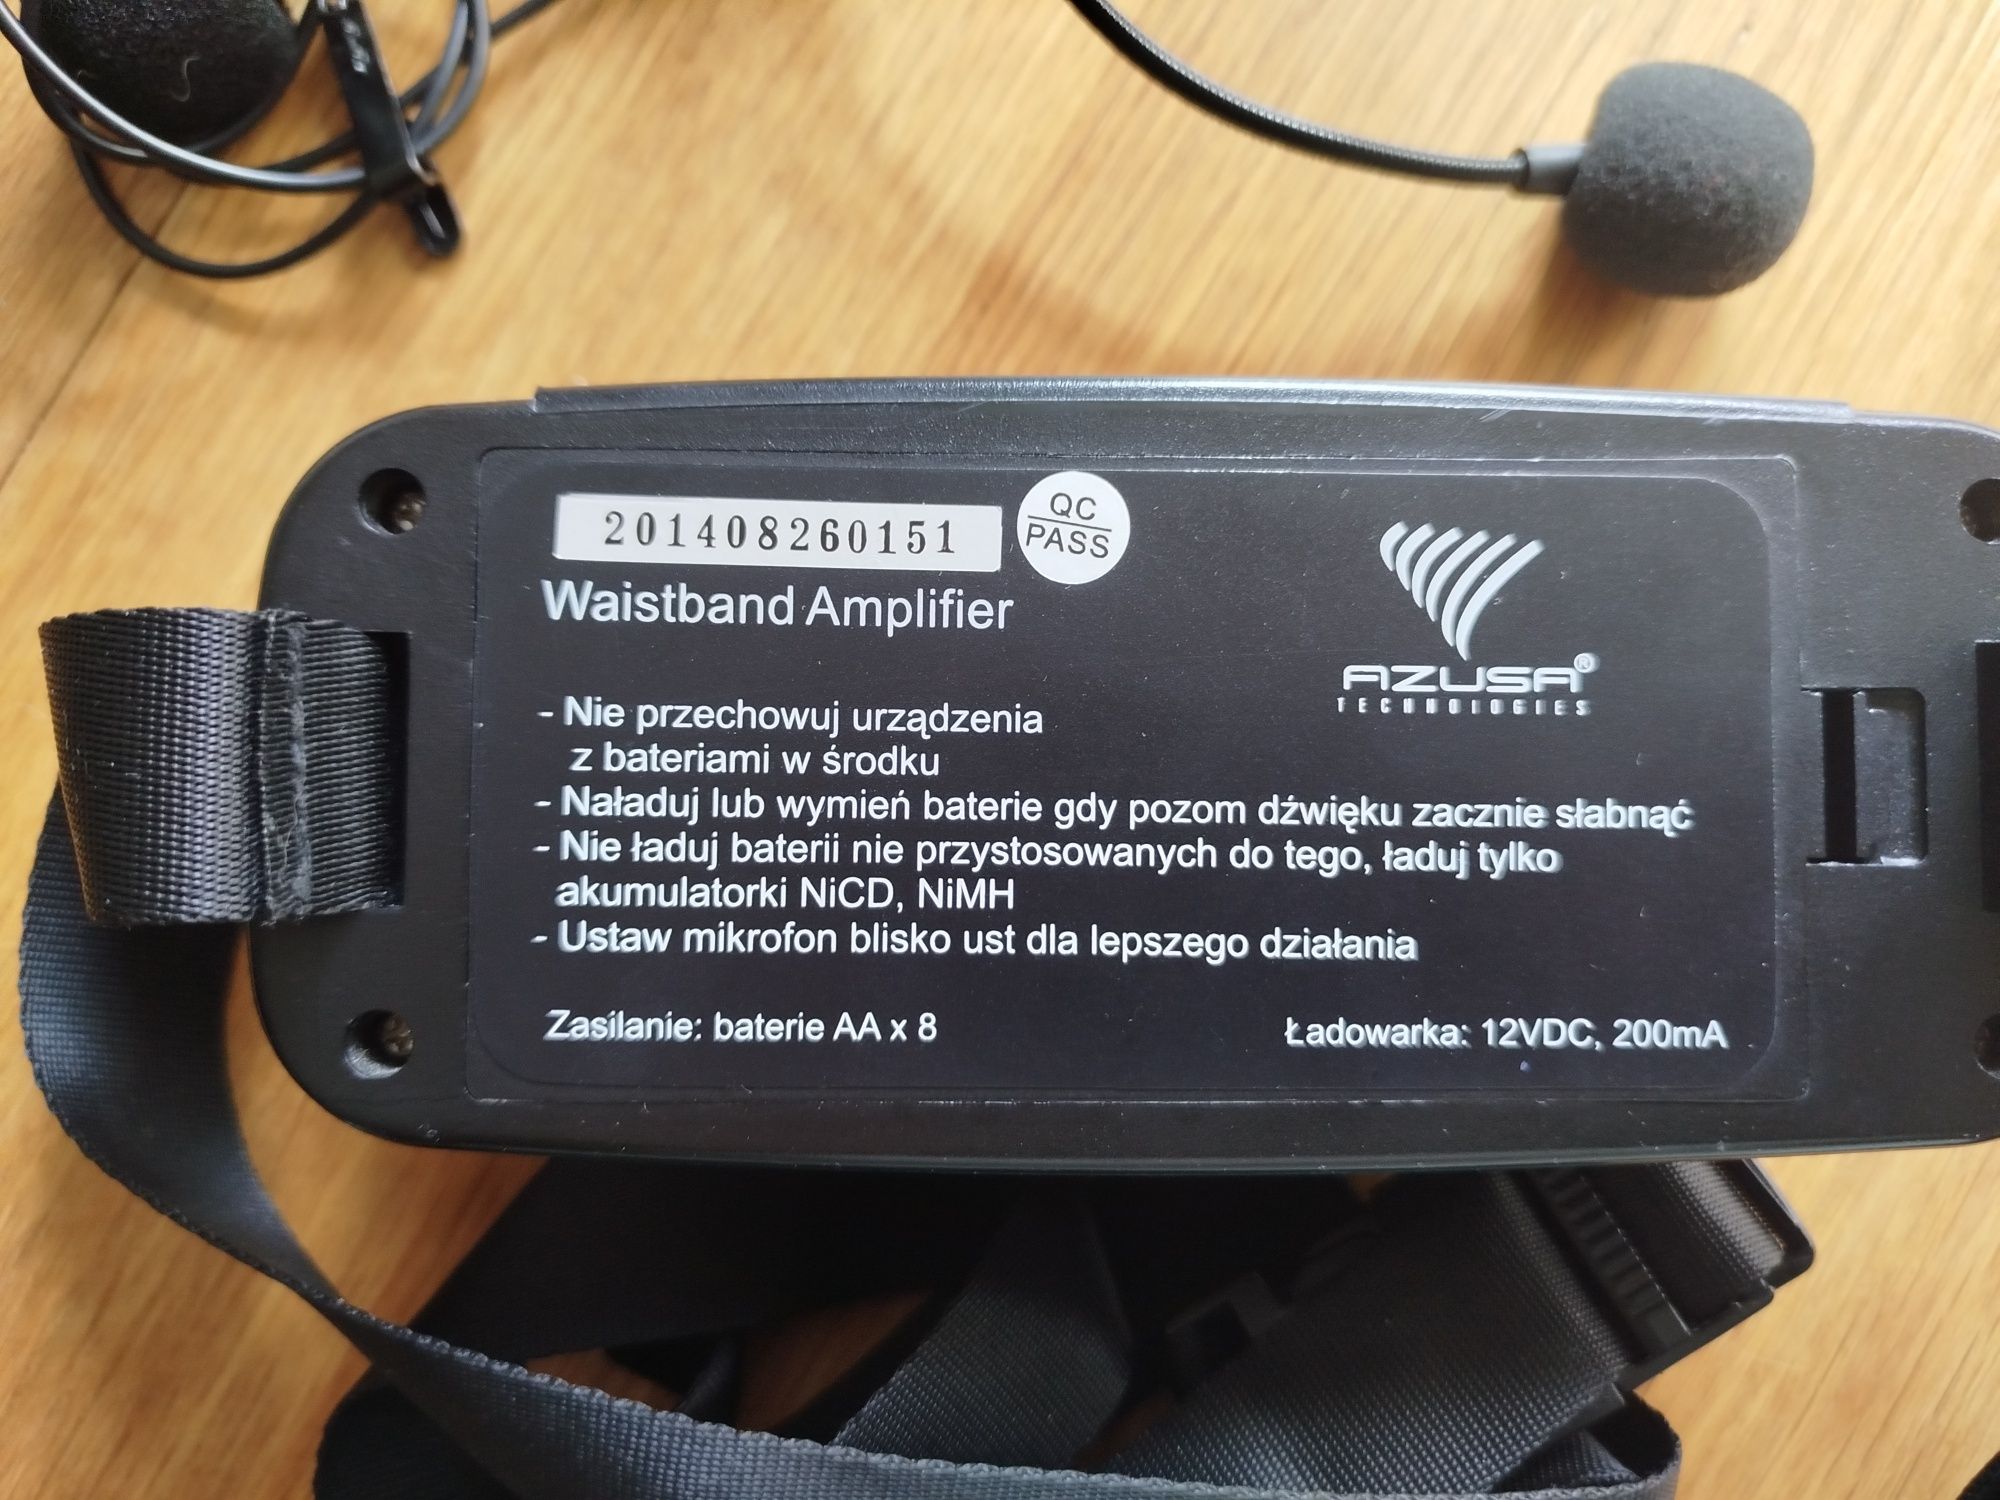 201408260151
QC
PASS
Waistband Amplifier
AZUSA®
TECHNOLOGIES
- Nie przechowuj urządzenia
z bateriami w środku
- Naładuj lub wymień baterie gdy pozom dźwięku zacznie słabnąć
- Nie ładuj baterii nie przystosowanych do tego, ładuj tylko
akumulatorki NiCD, NiMH
- Ustaw mikrofon blisko ust dla lepszego działania
Zasilanie: baterie AA x 8
Ładowarka: 12VDC, 200mA